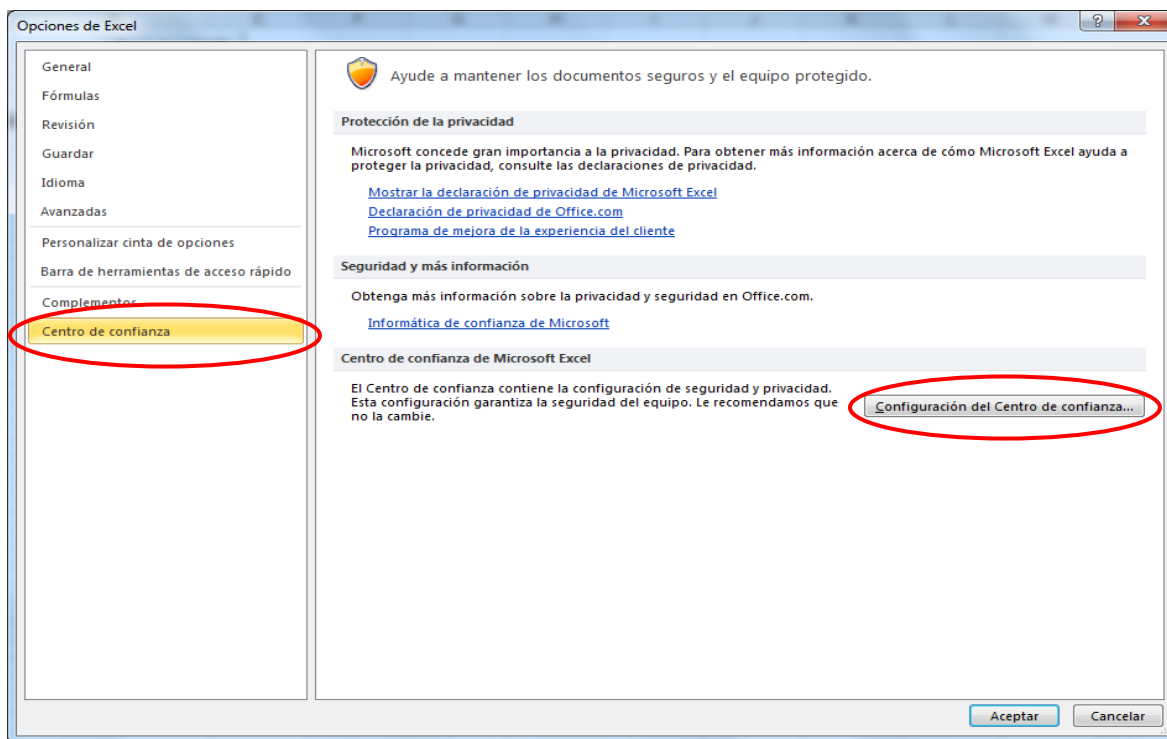 Opciones de Excel
General
Fórmulas
Revisión
Guardar
Idioma
Avanzadas
Personalizar cinta de opciones
Barra de herramientas de acceso rápido
Complementos
Centro de confianza
Ayude a mantener los documentos seguros y el equipo protegido.
Protección de la privacidad
Microsoft concede gran importancia a la privacidad. Para obtener más información acerca de cómo Microsoft Excel ayuda a
proteger la privacidad, consulte las declaraciones de privacidad.
Mostrar la declaración de privacidad de Microsoft Excel
Declaración de privacidad de Office.com
Programa de mejora de la experiencia del cliente
Seguridad y más información
Obtenga más información sobre la privacidad y seguridad en Office.com.
Informática de confianza de Microsoft
Centro de confianza de Microsoft Excel
El Centro de confianza contiene la configuración de seguridad y privacidad.
Esta configuración garantiza la seguridad del equipo. Le recomendamos que
no la cambie.
Configuración del Centro de confianza...
Aceptar
Cancelar